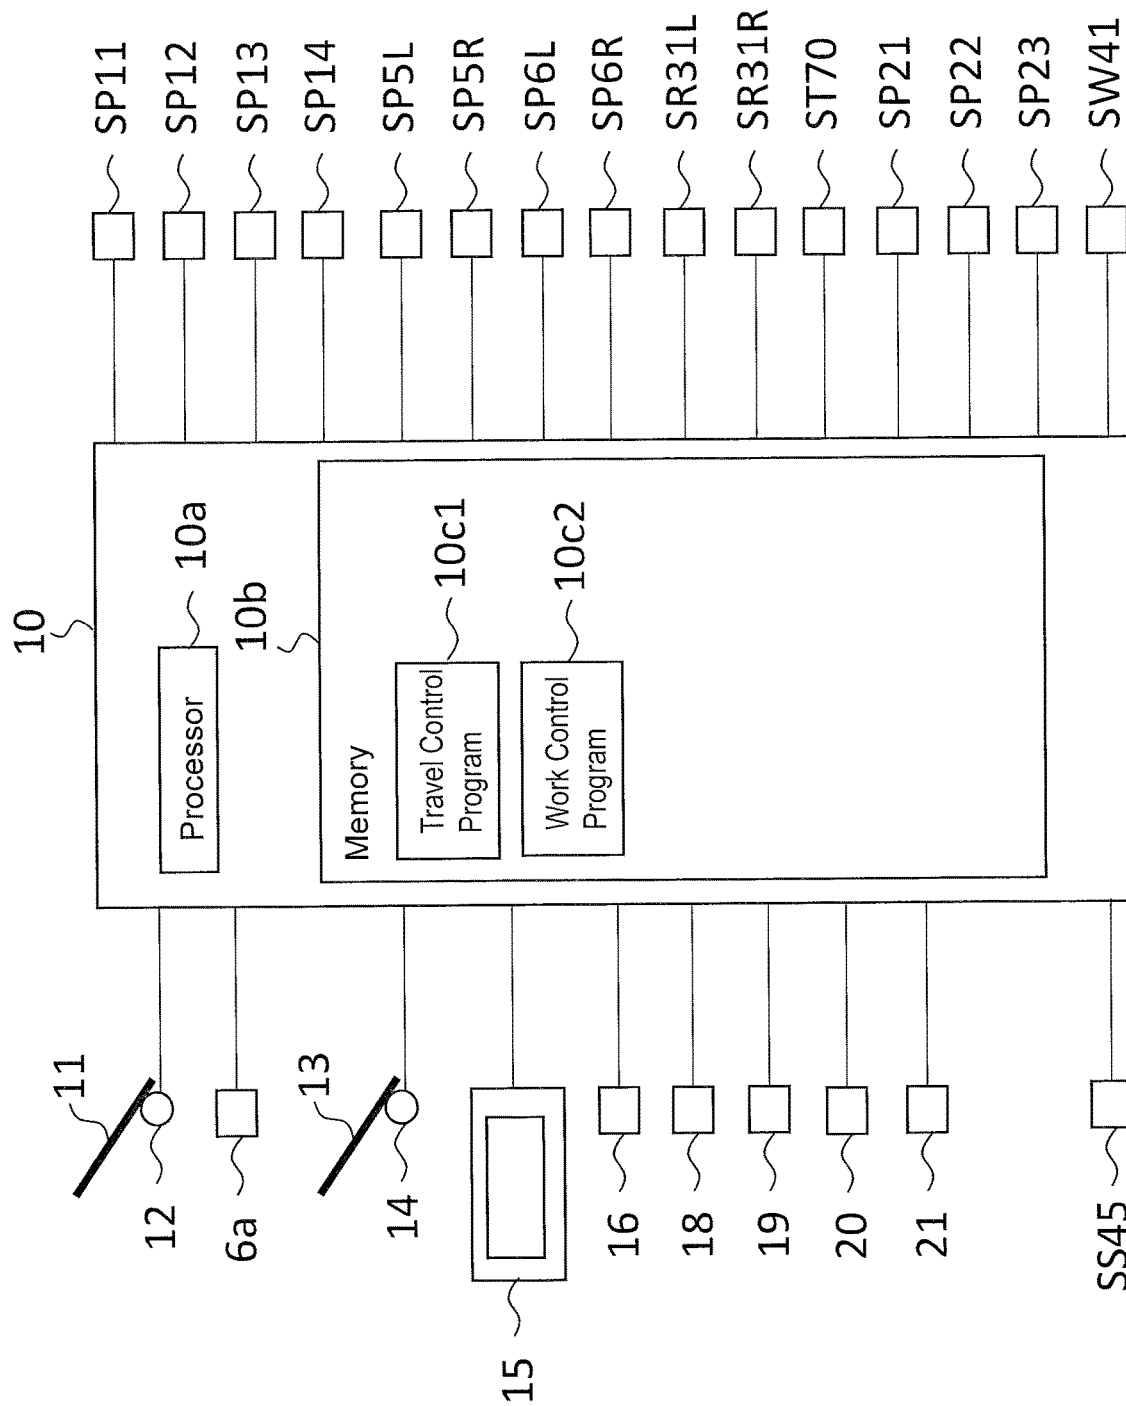 10
Processor
10a
10b
Memory
Travel Control
Program
10c1
Work Control
Program
10c2
11
12
6a
13
14
15
16
18
19
20
21
SS45
SP11
SP12
SP13
SP14
SP5L
SP5R
SP6L
SP6R
SR31L
SR31R
ST70
SP21
SP22
SP23
SW41